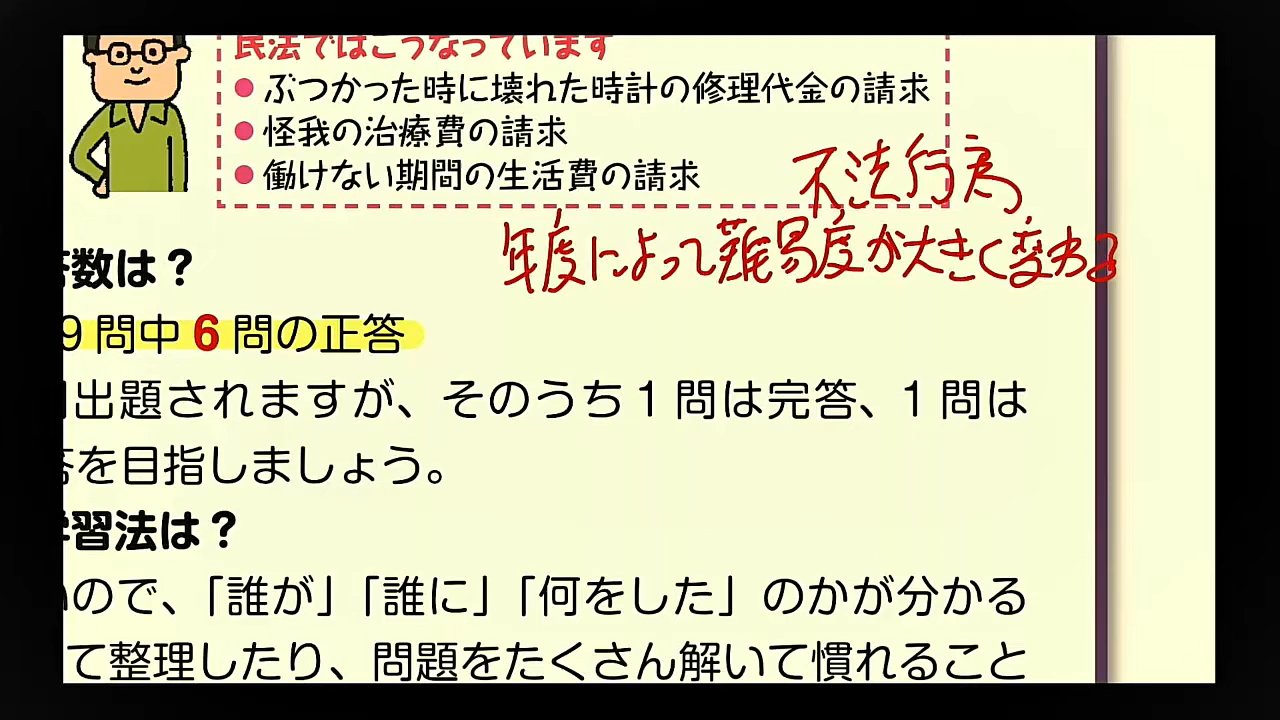 民法ではこうなっています
●ぶつかった時に壊れた時計の修理代金の請求
●怪我の治療費の請求
●働けない期間の生活費の請求
不法行為
年度によって難易度が大きく変わる
答数は？
9問中6問の正答
出題されますが、そのうち1問は完答、1問は
答を目指しましょう。
学習法は？
いので、「誰が」「誰に」「何をした」のかが分かる
て整理したり、問題をたくさん解いて慣れること